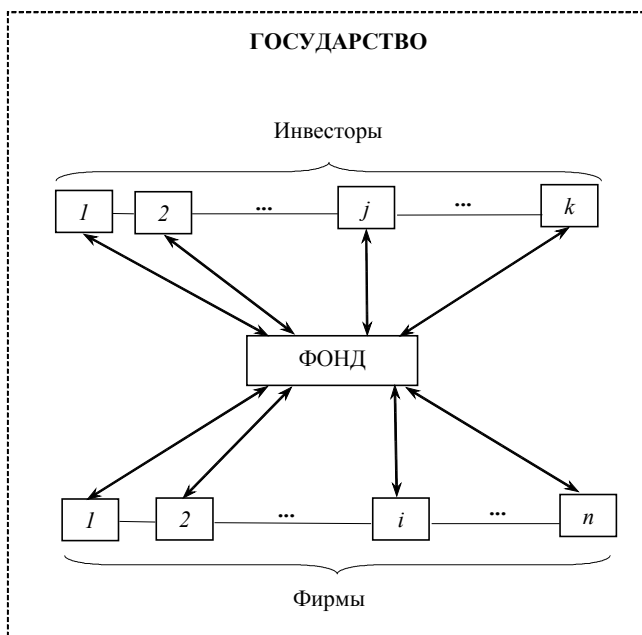 ГОСУДАРСТВО
Инвесторы
1 2 ... j ... k
ФОНД
1 2 ... i ... n
Фирмы